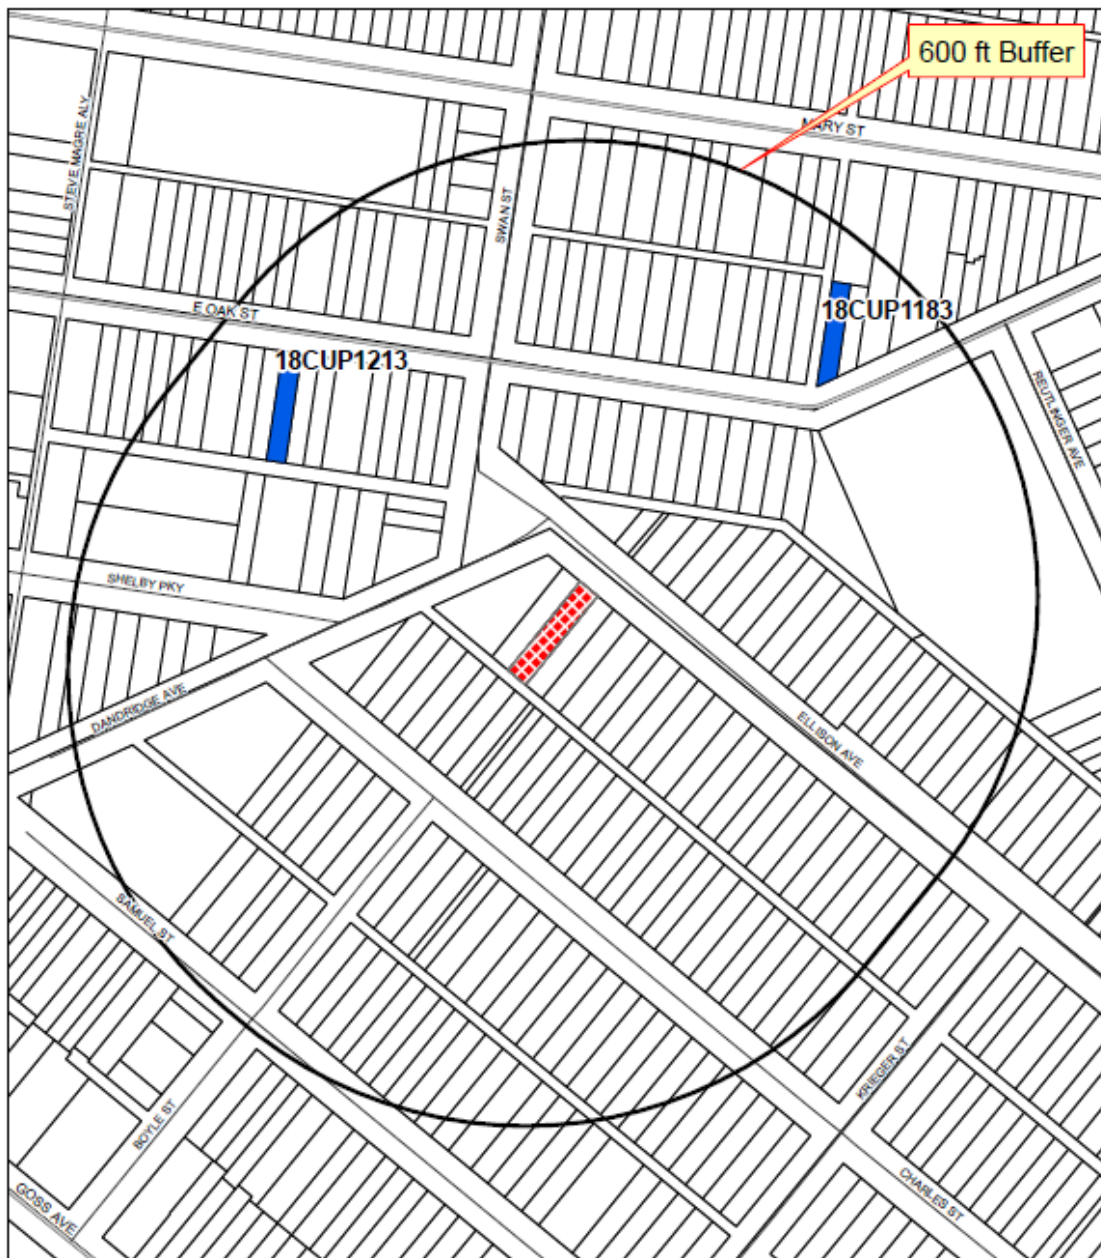 600 ft Buffer
MARY ST
STEVE MAGRE ALY
SWAN ST
E OAK ST
18CUP1183
18CUP1213
REUTLINGER AVE
SHELBY PKY
DANDRIDGE AVE
ELLISON AVE
SAMUEL ST
KRIEGER ST
BOYLE ST
CHARLES ST
GOSS AVE